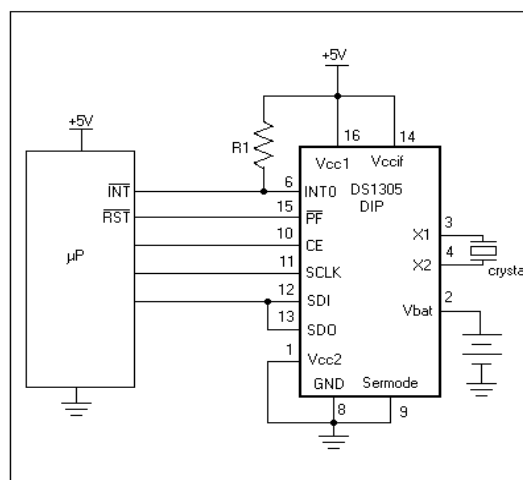 +5V
+5V
16
14
R1
Vcc1
Vccif
INT
6
INT0
DS1305
DIP
RST
15
PF
X1
3
10
CE
µP
X2
4
11
SCLK
crysta
12
SDI
Vbat
2
13
SDO
1
Vcc2
GND
Sermode
8
9